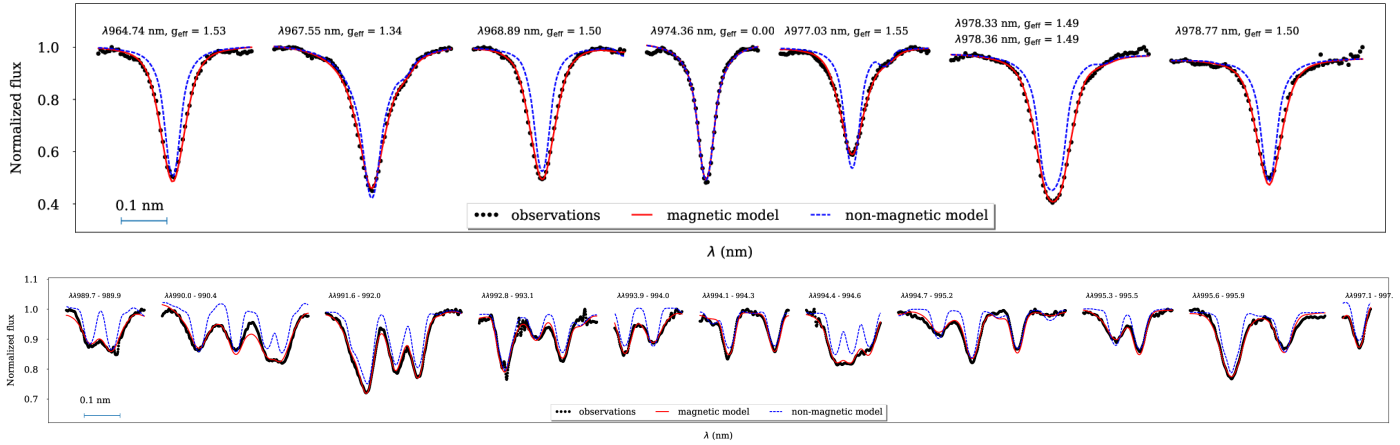 λ964.74 nm, g_eff = 1.53
λ967.55 nm, g_eff = 1.34
λ968.89 nm, g_eff = 1.50
λ974.36 nm, g_eff = 0.00
λ977.03 nm, g_eff = 1.55
λ978.33 nm, g_eff = 1.49
λ978.36 nm, g_eff = 1.49
λ978.77 nm, g_eff = 1.50
1.0
0.8
0.6
0.4
Normalized flux
0.1 nm
observations
magnetic model
non-magnetic model
λ (nm)
1.1
1.0
0.9
0.8
0.7
Normalized flux
λλ989.7 - 989.9
λλ990.0 - 990.4
λλ991.6 - 992.0
λλ992.8 - 993.1
λλ993.9 - 994.0
λλ994.1 - 994.3
λλ994.4 - 994.6
λλ994.7 - 995.2
λλ995.3 - 995.5
λλ995.6 - 995.9
λλ997.1 - 997.
0.1 nm
observations
magnetic model
non-magnetic model
λ (nm)